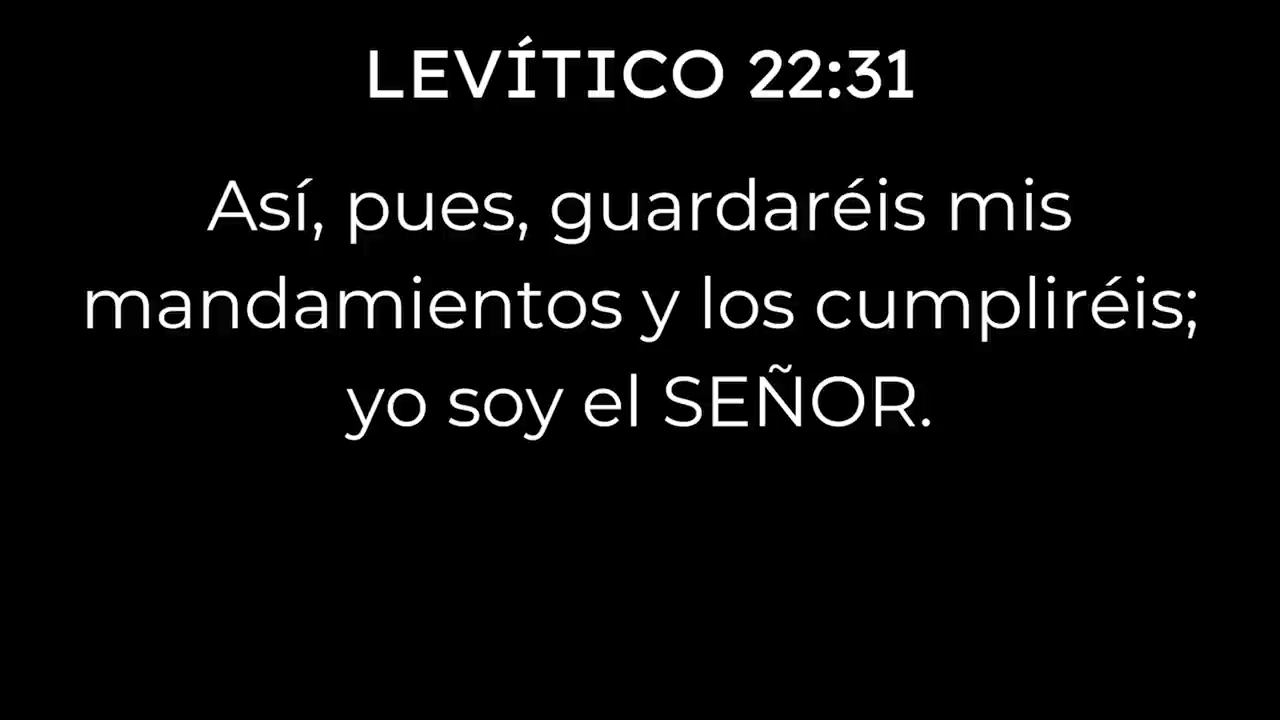 LEVÍTICO 22:31
Así, pues, guardaréis mis
mandamientos y los cumpliréis;
yo soy el SEÑOR.